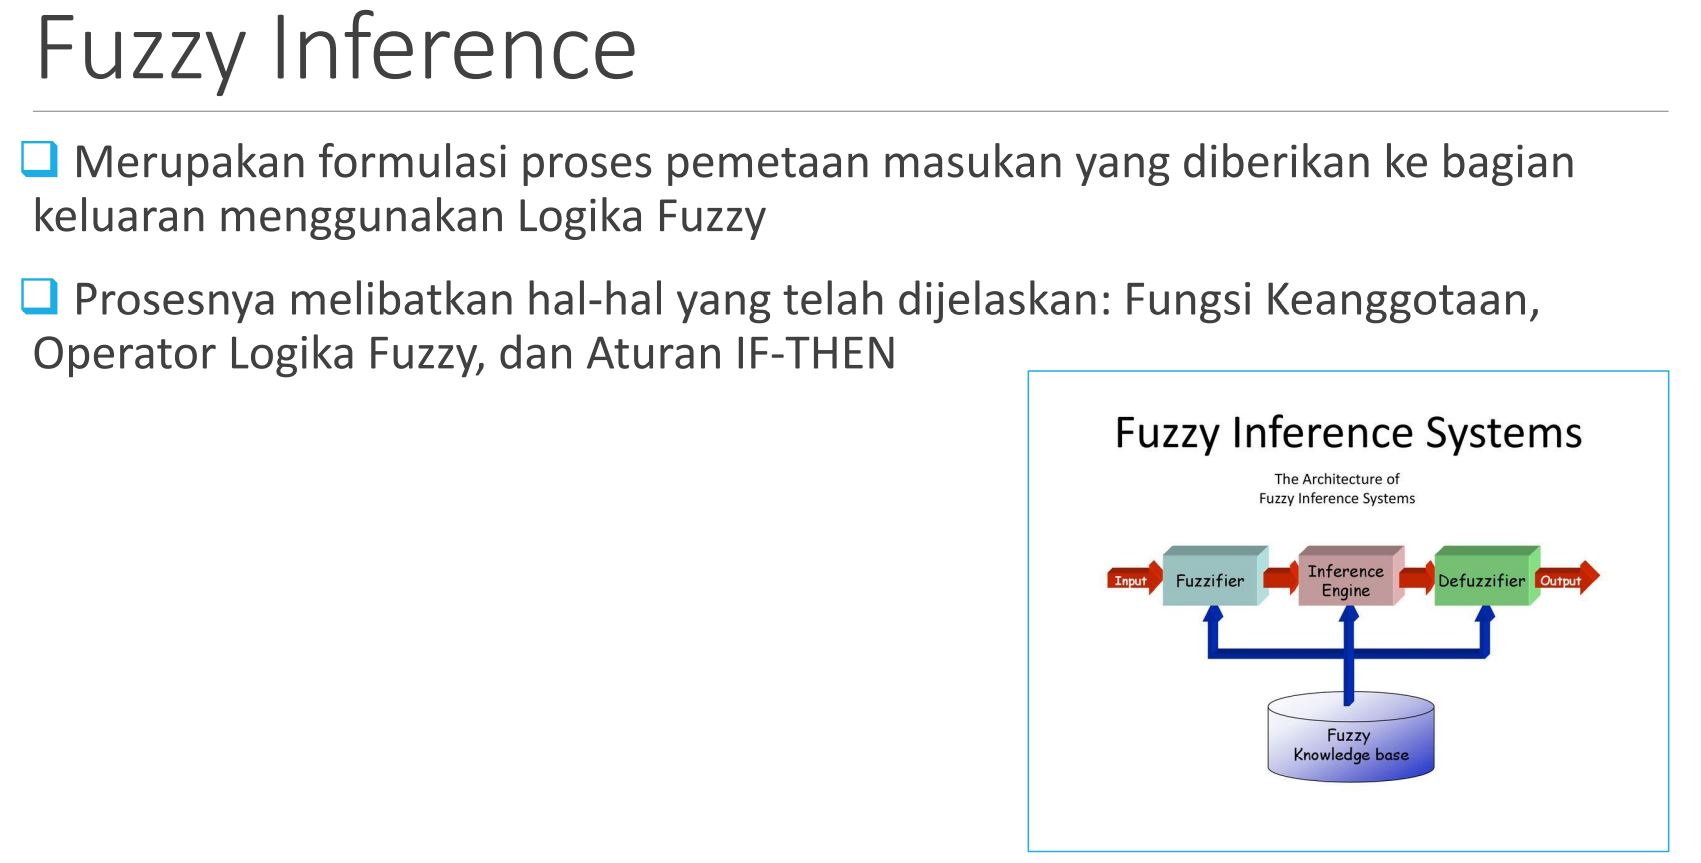 Fuzzy Inference
Merupakan formulasi proses pemetaan masukan yang diberikan ke bagian
keluaran menggunakan Logika Fuzzy
Prosesnya melibatkan hal-hal yang telah dijelaskan: Fungsi Keanggotaan,
Operator Logika Fuzzy, dan Aturan IF-THEN
Fuzzy Inference Systems
The Architecture of
Fuzzy Inference Systems
Input
Fuzzifier
Inference
Engine
Defuzzifier
Output
Fuzzy
Knowledge base